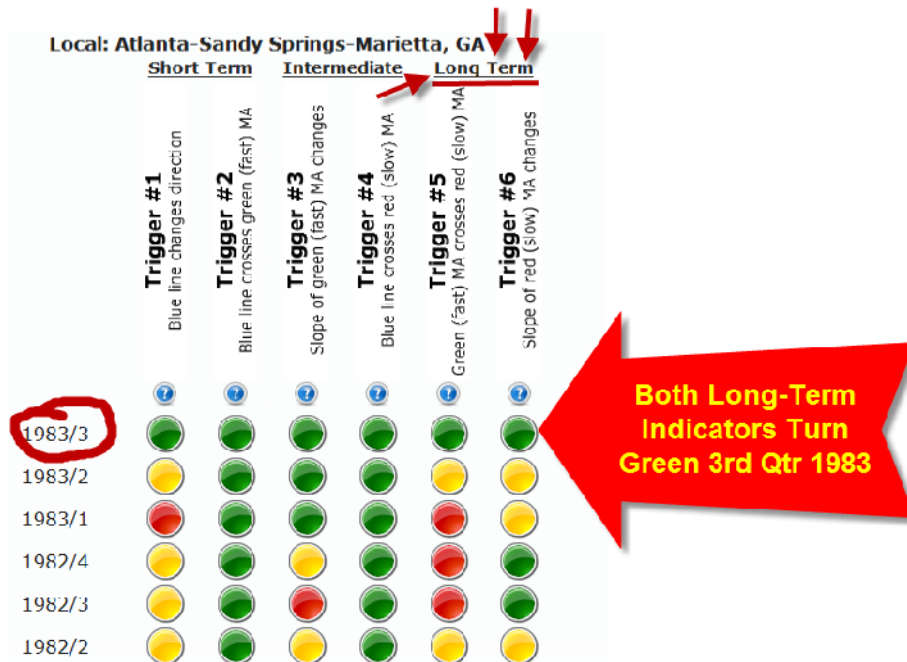 Local: Atlanta-Sandy Springs-Marietta, GA
Short Term Intermediate Long Term
Trigger #1
Blue line changes direction
Trigger #2
Blue line crosses green (fast) MA
Trigger #3
Slope of green (fast) MA changes
Trigger #4
Blue line crosses red (slow) MA
Trigger #5
Green (fast) MA crosses red (slow) MA
Trigger #6
Slope of red (slow) MA changes
? ? ? ? ? ?
1983/3
1983/2
1983/1
1982/4
1982/3
1982/2
Both Long-Term
Indicators Turn
Green 3rd Qtr 1983